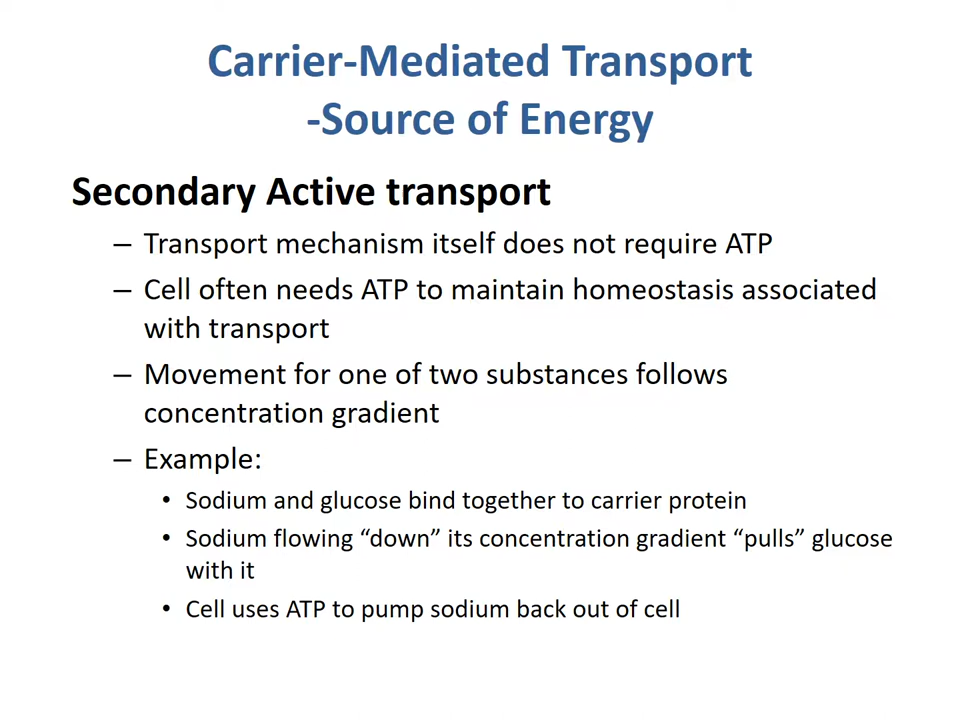 Carrier-Mediated Transport
-Source of Energy
Secondary Active transport
– Transport mechanism itself does not require ATP
– Cell often needs ATP to maintain homeostasis associated
with transport
– Movement for one of two substances follows
concentration gradient
– Example:
• Sodium and glucose bind together to carrier protein
• Sodium flowing “down” its concentration gradient “pulls” glucose
with it
• Cell uses ATP to pump sodium back out of cell